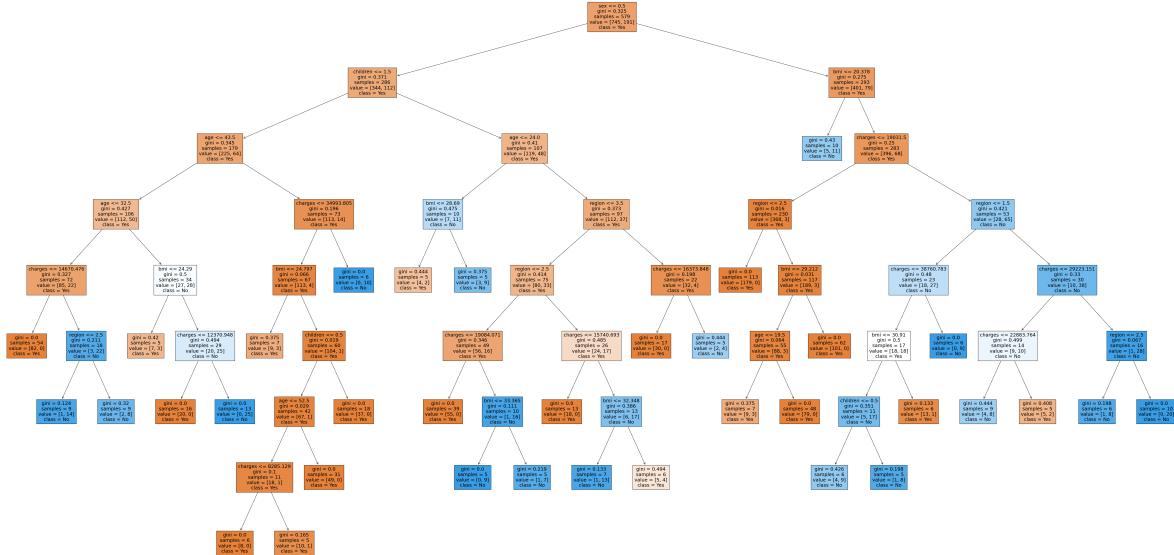 sex <= 0.5
gini = 0.325
samples = 579
value = [745, 191]
class = Yes
children <= 1.5
gini = 0.371
samples = 286
value = [344, 112]
class = Yes
bmi <= 20.378
gini = 0.275
samples = 293
value = [401, 79]
class = Yes
age <= 43.5
gini = 0.345
samples = 179
value = [225, 64]
class = Yes
age <= 24.0
gini = 0.41
samples = 107
value = [119, 48]
class = Yes
gini = 0.43
samples = 10
value = [5, 11]
class = No
charges <= 19031.5
gini = 0.25
samples = 283
value = [396, 68]
class = Yes
age <= 32.5
gini = 0.427
samples = 106
value = [112, 50]
class = Yes
charges <= 34993.805
gini = 0.196
samples = 73
value = [113, 14]
class = Yes
bmi <= 28.69
gini = 0.475
samples = 10
value = [7, 11]
class = No
region <= 3.5
gini = 0.373
samples = 97
value = [112, 37]
class = Yes
region <= 2.5
gini = 0.016
samples = 230
value = [368, 3]
class = Yes
region <= 1.5
gini = 0.421
samples = 53
value = [28, 65]
class = No
charges <= 14670.476
gini = 0.327
samples = 72
value = [85, 22]
class = Yes
bmi <= 24.29
gini = 0.5
samples = 34
value = [27, 28]
class = No
bmi <= 24.797
gini = 0.066
samples = 67
value = [113, 4]
class = Yes
gini = 0.0
samples = 6
value = [0, 10]
class = No
gini = 0.444
samples = 5
value = [4, 2]
class = Yes
gini = 0.375
samples = 5
value = [3, 9]
class = No
region <= 2.5
gini = 0.414
samples = 75
value = [80, 33]
class = Yes
charges <= 16373.848
gini = 0.198
samples = 22
value = [32, 4]
class = Yes
gini = 0.0
samples = 113
value = [179, 0]
class = Yes
bmi <= 29.212
gini = 0.031
samples = 117
value = [189, 3]
class = Yes
charges <= 38760.783
gini = 0.48
samples = 23
value = [18, 27]
class = No
charges <= 29223.151
gini = 0.33
samples = 30
value = [10, 38]
class = No
gini = 0.0
samples = 54
value = [82, 0]
class = Yes
region <= 2.5
gini = 0.211
samples = 18
value = [3, 22]
class = No
gini = 0.42
samples = 5
value = [7, 3]
class = Yes
charges <= 12370.948
gini = 0.494
samples = 29
value = [20, 25]
class = No
gini = 0.375
samples = 7
value = [9, 3]
class = Yes
children <= 0.5
gini = 0.019
samples = 60
value = [104, 1]
class = Yes
charges <= 19084.071
gini = 0.346
samples = 49
value = [56, 16]
class = Yes
charges <= 15740.693
gini = 0.485
samples = 26
value = [24, 17]
class = Yes
gini = 0.0
samples = 17
value = [30, 0]
class = Yes
gini = 0.444
samples = 5
value = [2, 4]
class = No
age <= 19.5
gini = 0.064
samples = 55
value = [88, 3]
class = Yes
gini = 0.0
samples = 62
value = [101, 0]
class = Yes
bmi <= 30.91
gini = 0.5
samples = 17
value = [18, 18]
class = Yes
gini = 0.0
samples = 6
value = [0, 9]
class = No
charges <= 22883.764
gini = 0.499
samples = 14
value = [9, 10]
class = No
region <= 2.5
gini = 0.067
samples = 16
value = [1, 28]
class = No
gini = 0.124
samples = 9
value = [1, 14]
class = No
gini = 0.32
samples = 9
value = [2, 8]
class = No
gini = 0.0
samples = 16
value = [20, 0]
class = Yes
gini = 0.0
samples = 13
value = [0, 25]
class = No
age <= 52.5
gini = 0.029
samples = 42
value = [67, 1]
class = Yes
gini = 0.0
samples = 18
value = [37, 0]
class = Yes
gini = 0.0
samples = 39
value = [55, 0]
class = Yes
bmi <= 33.365
gini = 0.111
samples = 10
value = [1, 16]
class = No
gini = 0.0
samples = 13
value = [18, 0]
class = Yes
bmi <= 32.348
gini = 0.386
samples = 13
value = [6, 17]
class = No
gini = 0.375
samples = 7
value = [9, 3]
class = Yes
gini = 0.0
samples = 48
value = [79, 0]
class = Yes
children <= 0.5
gini = 0.351
samples = 11
value = [5, 17]
class = No
gini = 0.133
samples = 6
value = [13, 1]
class = Yes
gini = 0.444
samples = 9
value = [4, 8]
class = No
gini = 0.408
samples = 5
value = [5, 2]
class = Yes
gini = 0.198
samples = 6
value = [1, 8]
class = No
gini = 0.0
samples = 10
value = [0, 20]
class = No
charges <= 8285.129
gini = 0.1
samples = 11
value = [18, 1]
class = Yes
gini = 0.0
samples = 31
value = [49, 0]
class = Yes
gini = 0.0
samples = 5
value = [0, 9]
class = No
gini = 0.219
samples = 5
value = [1, 7]
class = No
gini = 0.133
samples = 7
value = [1, 13]
class = No
gini = 0.494
samples = 6
value = [5, 4]
class = Yes
gini = 0.426
samples = 6
value = [4, 9]
class = No
gini = 0.198
samples = 5
value = [1, 8]
class = No
gini = 0.0
samples = 6
value = [8, 0]
class = Yes
gini = 0.165
samples = 5
value = [10, 1]
class = Yes